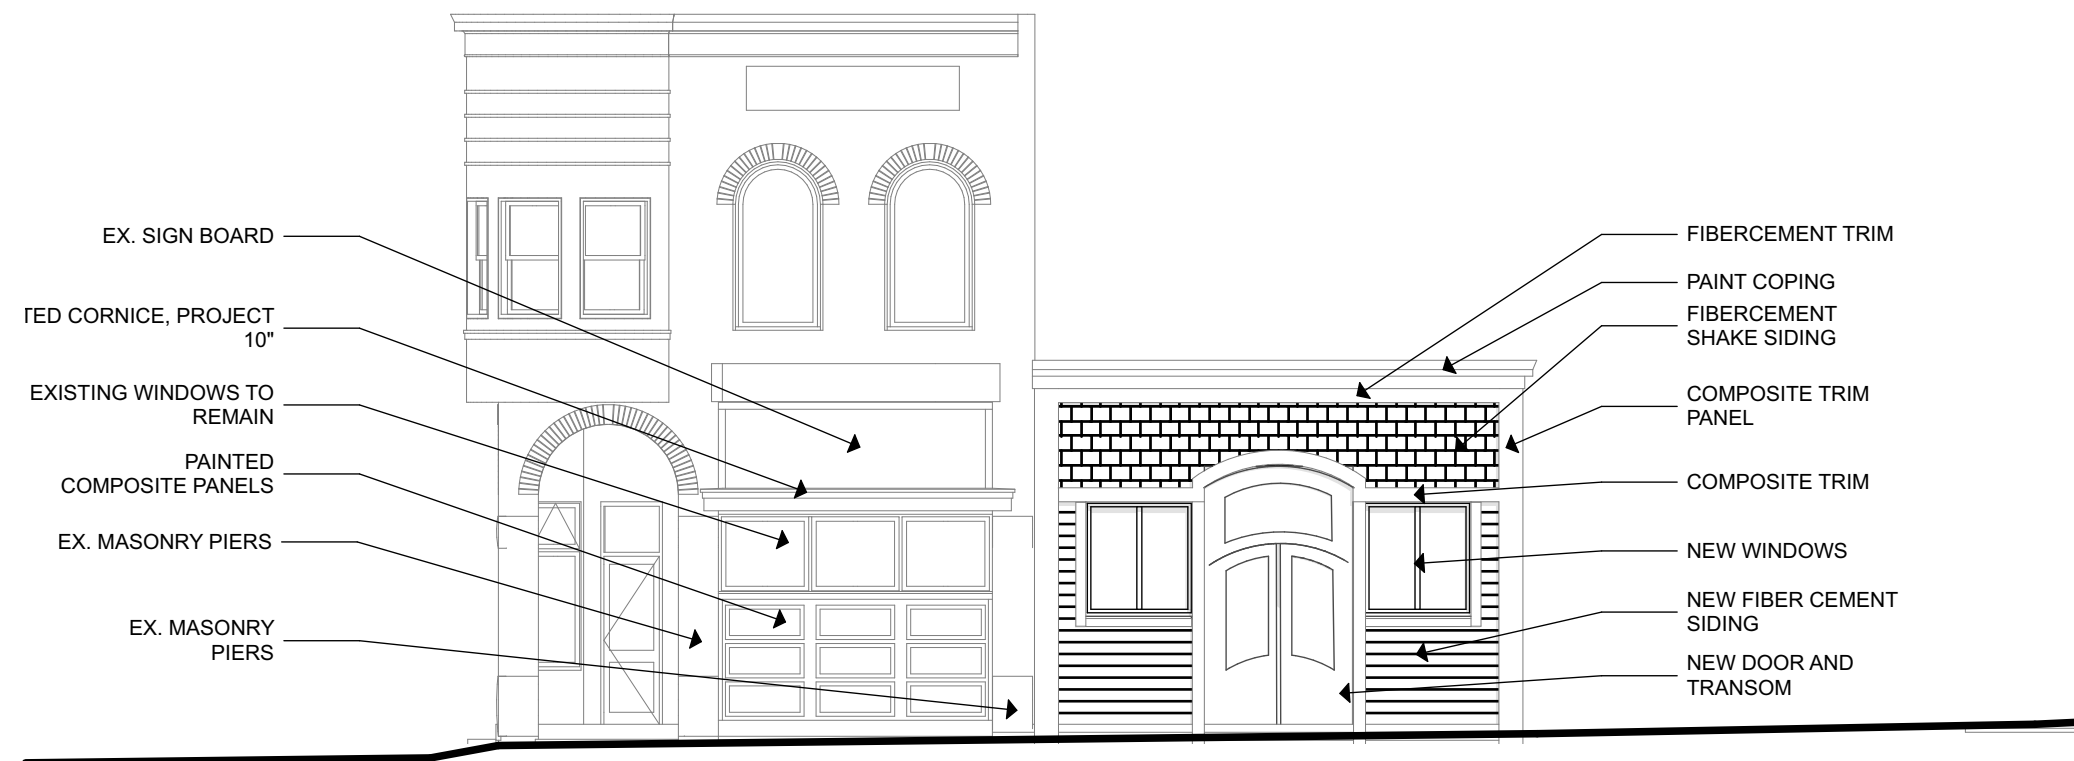 EX. SIGN BOARD
CORNICE, PROJECT
10"
EXISTING WINDOWS TO
REMAIN
PAINTED
COMPOSITE PANELS
EX. MASONRY PIERS
EX. MASONRY
PIERS
FIBERCEMENT TRIM
PAINT COPING
FIBERCEMENT
SHAKE SIDING
COMPOSITE TRIM
PANEL
COMPOSITE TRIM
NEW WINDOWS
NEW FIBER CEMENT
SIDING
NEW DOOR AND
TRANSOM